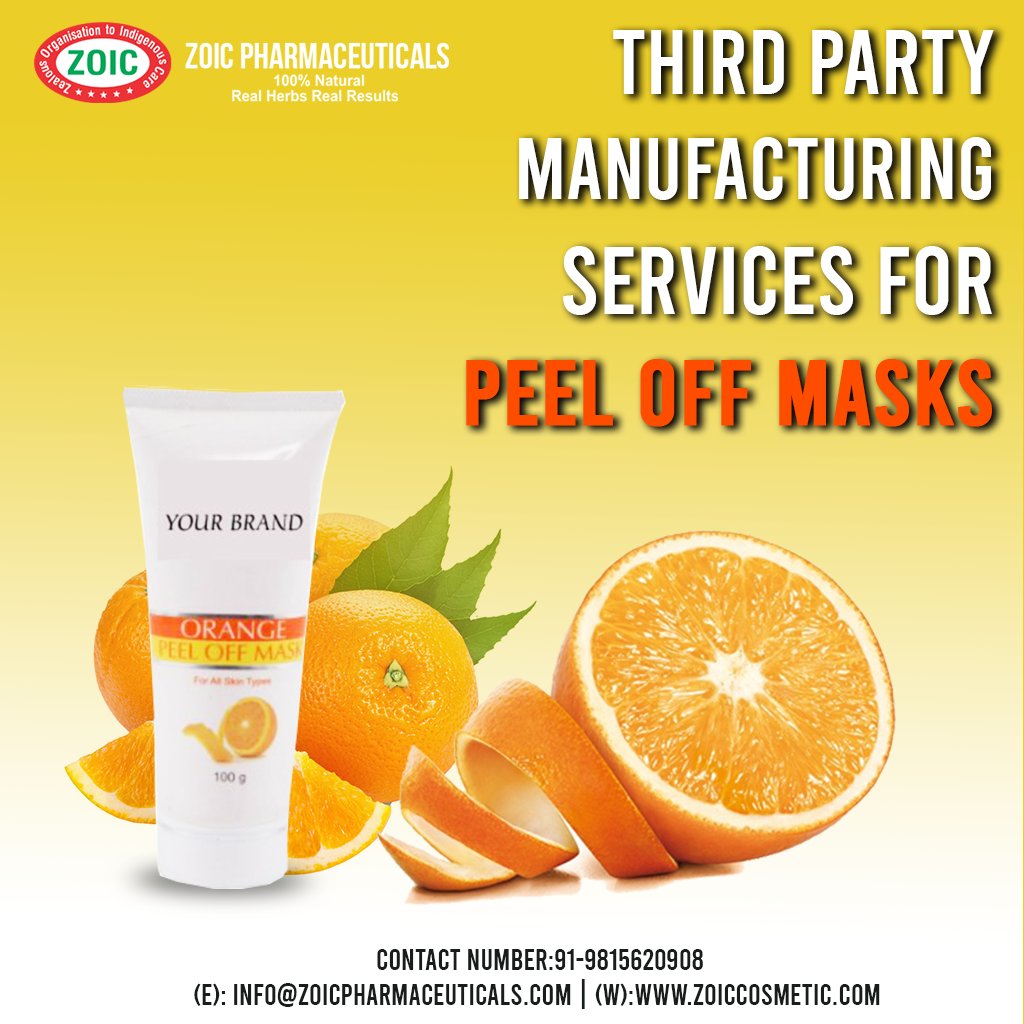 Zealous Organisation to Indigenous Care
ZOIC
ZOIC PHARMACEUTICALS
100% Natural
Real Herbs Real Results
THIRD PARTY
MANUFACTURING
SERVICES FOR
PEEL OFF MASKS
YOUR BRAND
ORANGE
PEEL OFF MASK
For All Skin Types
100 g
CONTACT NUMBER:91-9815620908
(E): INFO@ZOICPHARMACEUTICALS.COM | (W):WWW.ZOICCOSMETIC.COM